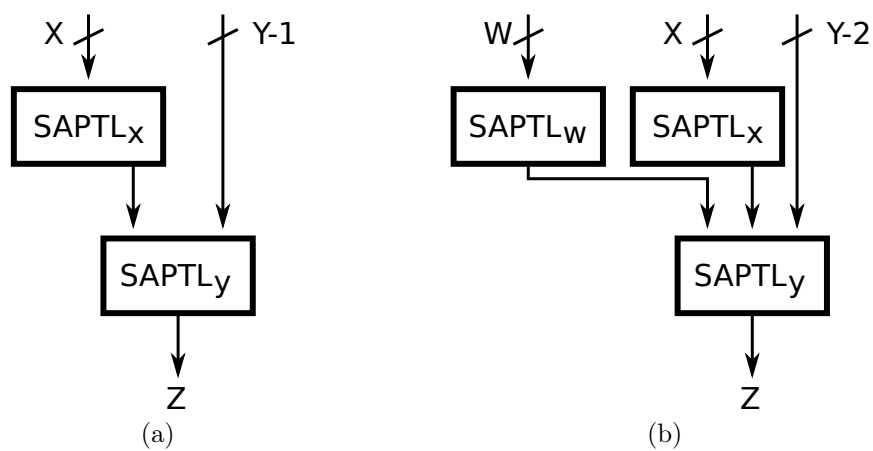 X Y-1 W X Y-2
SAPTLx SAPTLw SAPTLx
SAPTLy SAPTLy
Z Z
(a) (b)